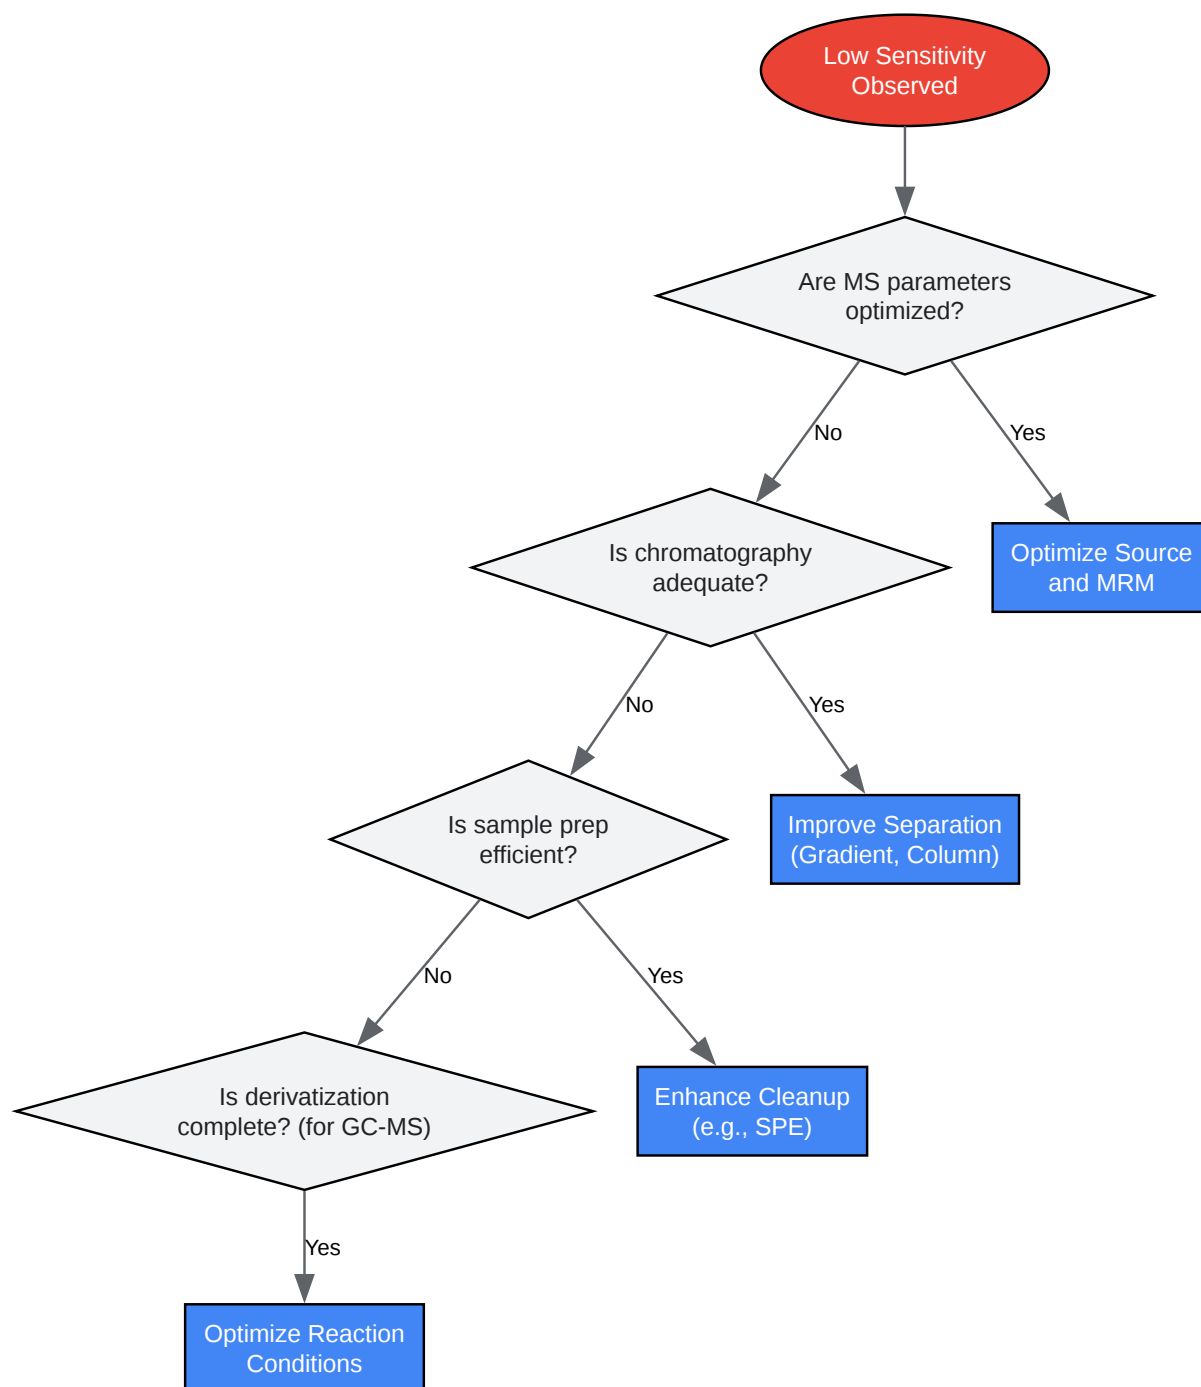 Low Sensitivity
Observed
Are MS parameters
optimized?
No
Yes
Is chromatography
adequate?
Optimize Source
and MRM
No
Yes
Is sample prep
efficient?
Improve Separation
(Gradient, Column)
No
Yes
Is derivatization
complete? (for GC-MS)
Enhance Cleanup
(e.g., SPE)
Yes
Optimize Reaction
Conditions